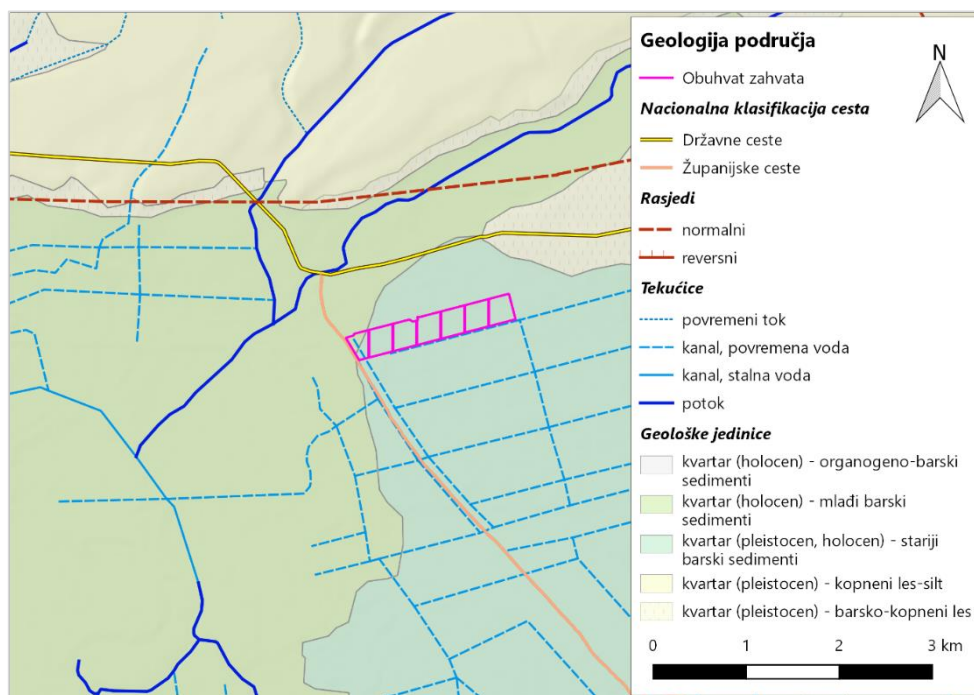 Geologija područja
N
Obuhvat zahvata
Nacionalna klasifikacija cesta
Državne ceste
Županijske ceste
Rasjedi
normalni
reversni
Tekućice
povremeni tok
kanal, povremena voda
kanal, stalna voda
potok
Geološke jedinice
kvartar (holocen) - organogeno-barski
sedimenti
kvartar (holocen) - mlađi barski
sedimenti
kvartar (pleistocen, holocen) - stariji
barski sedimenti
kvartar (pleistocen) - kopneni les-silt
kvartar (pleistocen) - barsko-kopneni les
0 1 2 3 km